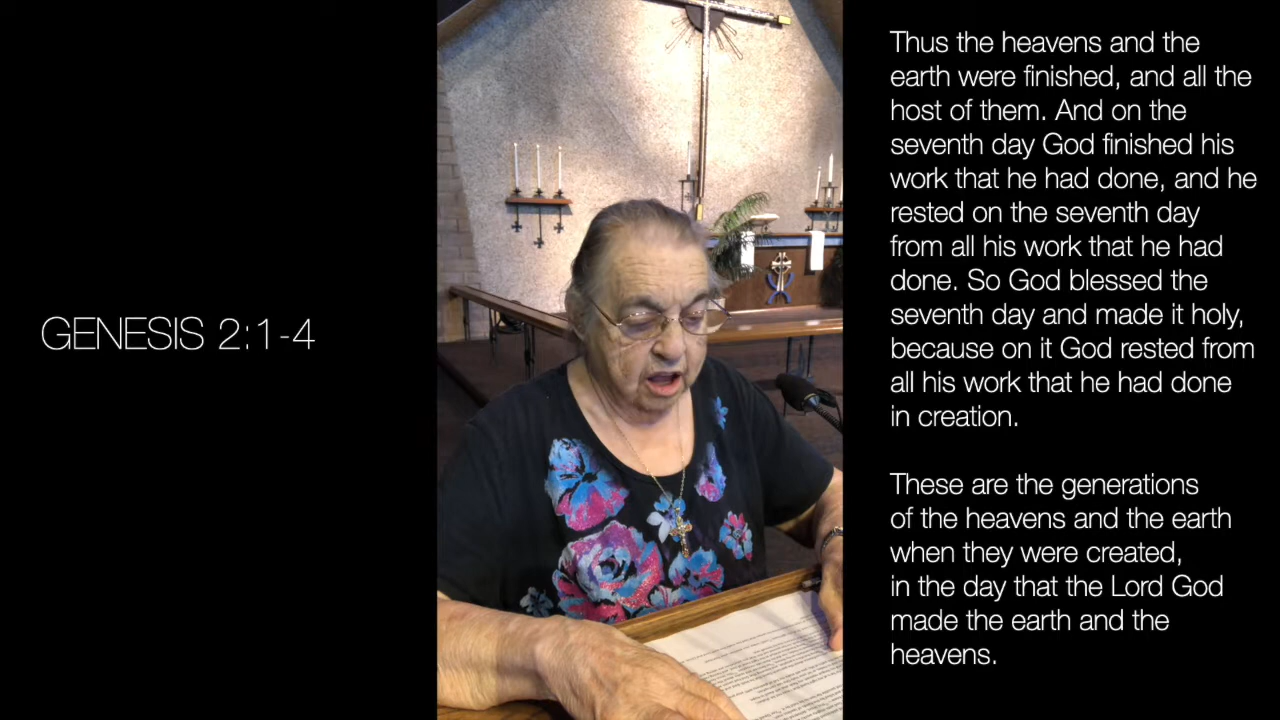 GENESIS 2:1-4
Thus the heavens and the
earth were finished, and all the
host of them. And on the
seventh day God finished his
work that he had done, and he
rested on the seventh day
from all his work that he had
done. So God blessed the
seventh day and made it holy,
because on it God rested from
all his work that he had done
in creation.
These are the generations
of the heavens and the earth
when they were created,
in the day that the Lord God
made the earth and the
heavens.